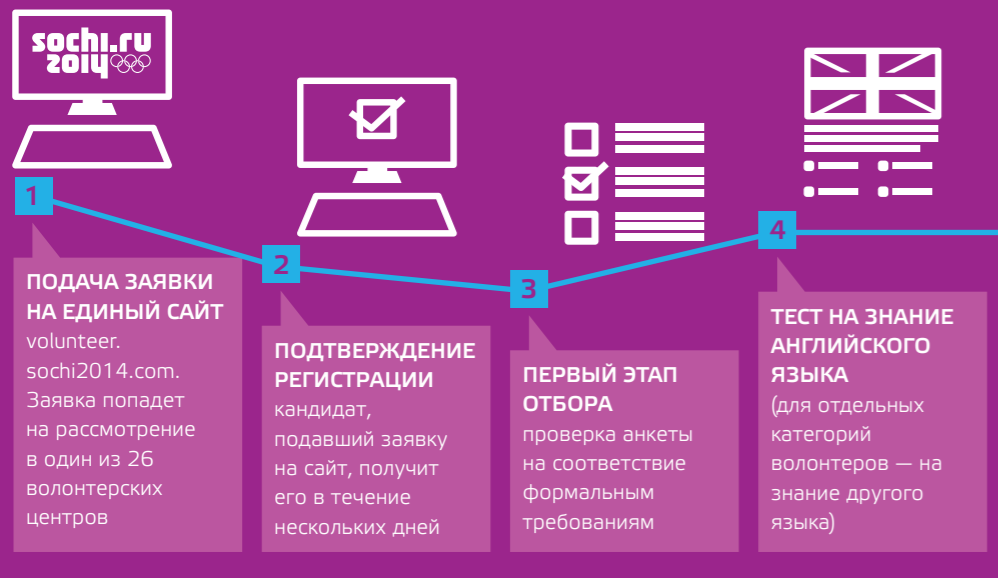 sochi.ru
2014
1
ПОДАЧА ЗАЯВКИ
НА ЕДИНЫЙ САЙТ
volunteer.
sochi2014.com.
Заявка попадет
на рассмотрение
в один из 26
волонтерских
центров
2
ПОДТВЕРЖДЕНИЕ
РЕГИСТРАЦИИ
кандидат,
подавший заявку
на сайт, получит
его в течение
нескольких дней
3
ПЕРВЫЙ ЭТАП
ОТБОРА
проверка анкеты
на соответствие
формальным
требованиям
4
ТЕСТ НА ЗНАНИЕ
АНГЛИЙСКОГО
ЯЗЫКА
(для отдельных
категорий
волонтеров — на
знание другого
языка)